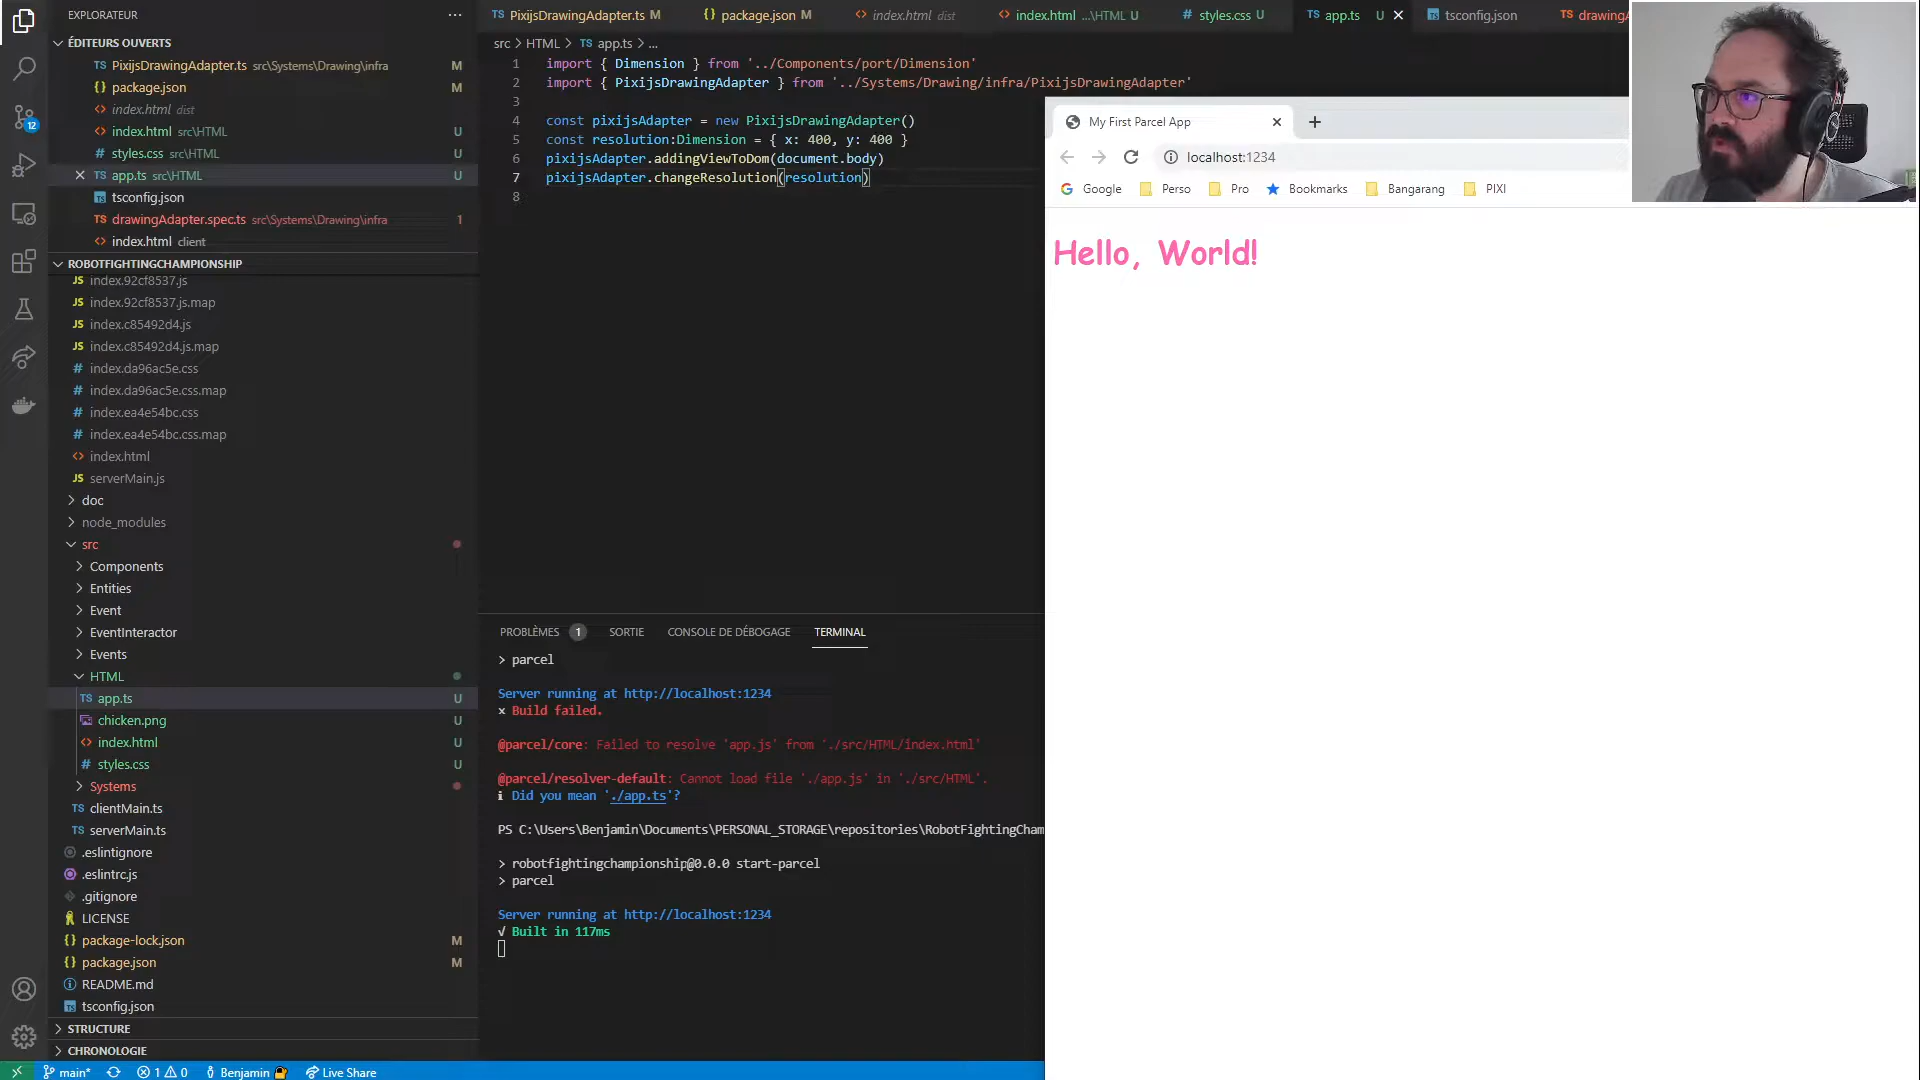 EXPLORATEUR
ÉDITEURS OUVERTS
TS PixijsDrawingAdapter.ts src\Systems\Drawing\infra M
{} package.json M
<> index.html dist
<> index.html src\HTML U
# styles.css src\HTML U
TS app.ts src\HTML U
tsconfig.json
TS drawingAdapter.spec.ts src\Systems\Drawing\infra 1
<> index.html client
ROBOTFIGHTINGCHAMPIONSHIP
JS index.92cf8537.js
JS index.92cf8537.js.map
JS index.c85492d4.js
JS index.c85492d4.js.map
# index.da96ac5e.css
# index.da96ac5e.css.map
# index.ea4e54bc.css
# index.ea4e54bc.css.map
<> index.html
JS serverMain.js
doc
node_modules
src
Components
Entities
Event
EventInteractor
Events
HTML
TS app.ts U
chicken.png U
<> index.html U
# styles.css U
Systems
TS clientMain.ts
TS serverMain.ts
.eslintignore
.eslintrc.js
.gitignore
LICENSE
{} package-lock.json M
{} package.json M
README.md
tsconfig.json
STRUCTURE
CHRONOLOGIE
12
main* 1 0 Benjamin Live Share
TS PixijsDrawingAdapter.ts M {} package.json M <> index.html dist <> index.html ...\HTML U # styles.css U TS app.ts U tsconfig.json TS drawing
src > HTML > TS app.ts > ...
1 import { Dimension } from '../Components/port/Dimension'
2 import { PixijsDrawingAdapter } from '../Systems/Drawing/infra/PixijsDrawingAdapter'
3
4 const pixijsAdapter = new PixijsDrawingAdapter()
5 const resolution:Dimension = { x: 400, y: 400 }
6 pixijsAdapter.addingViewToDom(document.body)
7 pixijsAdapter.changeResolution(resolution)
8
PROBLÈMES 1 SORTIE CONSOLE DE DÉBOGAGE TERMINAL
> parcel
Server running at http://localhost:1234
x Build failed.
@parcel/core: Failed to resolve 'app.js' from './src/HTML/index.html'
@parcel/resolver-default: Cannot load file './app.js' in './src/HTML'.
i Did you mean './app.ts'?
PS C:\Users\Benjamin\Documents\PERSONAL_STORAGE\repositories\RobotFightingCham
> robotfightingchampionship@0.0.0 start-parcel
> parcel
Server running at http://localhost:1234
√ Built in 117ms
My First Parcel App
localhost:1234
Google Perso Pro Bookmarks Bangarang PIXI
Hello, World!